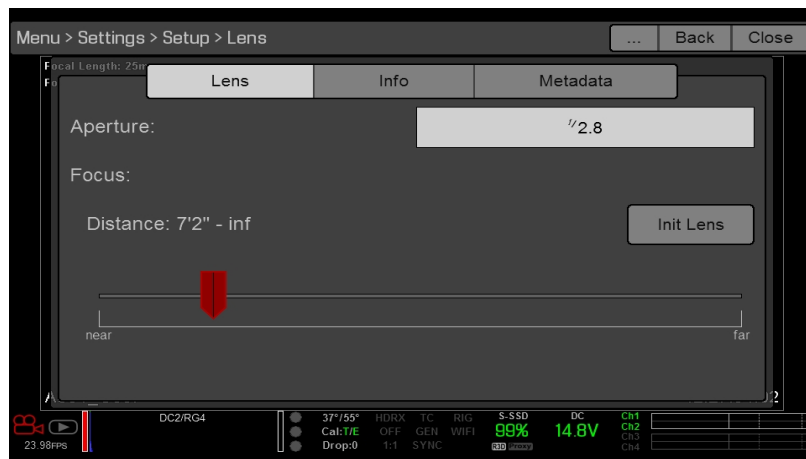 Menu > Settings > Setup > Lens
... Back Close
Focal Length: 25m
Lens Info Metadata
Aperture: f/2.8
Focus:
Distance: 7'2" - inf
Init Lens
near far
DC2/RG4
23.98FPS
37°/55° HDRX TC RIG S-SSD DC Ch1
Cal:T/E OFF GEN WIFI 99% 14.8V Ch2
Drop:0 1:1 SYNC R3D Proxy Ch3
Ch4